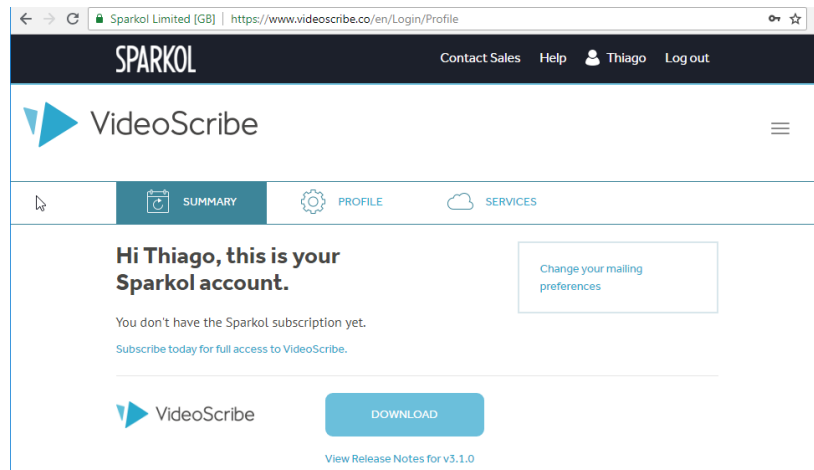 Sparkol Limited [GB] | https://www.videoscribe.co/en/Login/Profile
SPARKOL Contact Sales Help Thiago Log out
VideoScribe
SUMMARY PROFILE SERVICES
Hi Thiago, this is your
Sparkol account.
Change your mailing
preferences
You don't have the Sparkol subscription yet.
Subscribe today for full access to VideoScribe.
VideoScribe DOWNLOAD
View Release Notes for v3.1.0